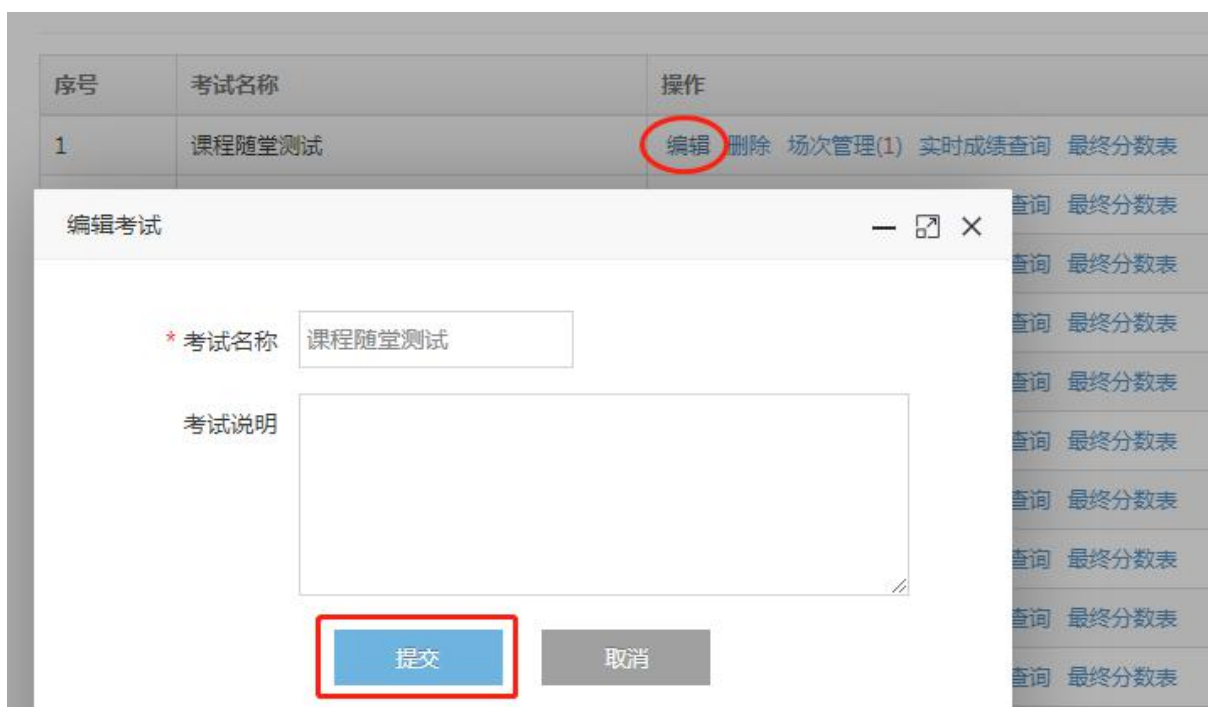 序号 考试名称 操作
1 课程随堂测试 编辑 删除 场次管理(1) 实时成绩查询 最终分数表
查询 最终分数表
编辑考试
查询 最终分数表
* 考试名称 课程随堂测试
查询 最终分数表
查询 最终分数表
考试说明
查询 最终分数表
查询 最终分数表
查询 最终分数表
查询 最终分数表
提交 取消
查询 最终分数表